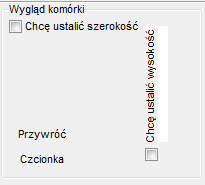 Wygląd komórki
Chcę ustalić szerokość
Chcę ustalić wysokość
Przywróć
Czcionka